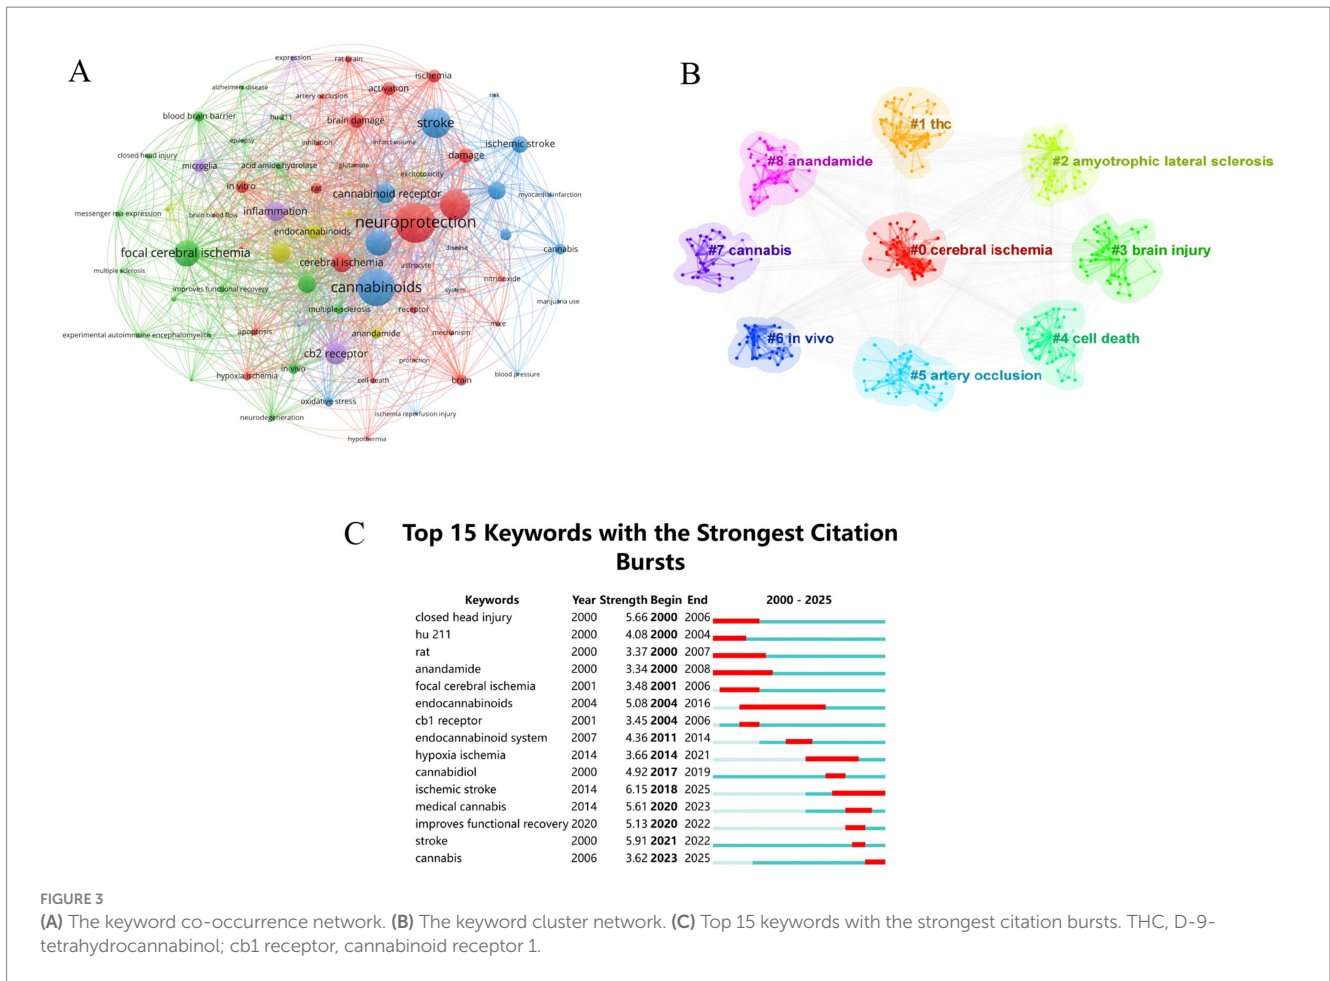 A
expression
rat brain
ischemia
alzheimers disease
artery occlusion
activation
risk
blood brain barrier
hu 211
brain damage
stroke
epilepsy
inhibition
infarct volume
ischemic stroke
closed head injury
microglia
acid amide hydrolase
glutamate
damage
excitotoxicity
in vitro
rat
cannabinoid receptor
myocardial-infarction
messenger rna expression
brain blood flow
inflammation
neuroprotection
endocannabinoids
focal cerebral ischemia
disease
cannabis
cerebral ischemia
astrocyte
multiple sclerosis
nitric oxide
improves functional recovery
cannabinoids
system
marijuana use
multiple-sclerosis
receptor
experimental autoimmune encephalomyelitis
apoptosis
anandamide
mechanism
mice
cb2 receptor
protection
hypoxia ischemia
in vivo
cell death
brain
blood pressure
oxidative stress
neurodegeneration
ischemia reperfusion injury
hypothermia
B
#1 thc
#8 anandamide
#2 amyotrophic lateral sclerosis
#7 cannabis
#0 cerebral ischemia
#3 brain injury
#6 in vivo
#4 cell death
#5 artery occlusion
C
Top 15 Keywords with the Strongest Citation
Bursts
Keywords Year Strength Begin End 2000 - 2025
closed head injury 2000 5.66 2000 2006
hu 211 2000 4.08 2000 2004
rat 2000 3.37 2000 2007
anandamide 2000 3.34 2000 2008
focal cerebral ischemia 2001 3.48 2001 2006
endocannabinoids 2004 5.08 2004 2016
cb1 receptor 2001 3.45 2004 2006
endocannabinoid system 2007 4.36 2011 2014
hypoxia ischemia 2014 3.66 2014 2021
cannabidiol 2000 4.92 2017 2019
ischemic stroke 2014 6.15 2018 2025
medical cannabis 2014 5.61 2020 2023
improves functional recovery 2020 5.13 2020 2022
stroke 2000 5.91 2021 2022
cannabis 2006 3.62 2023 2025
FIGURE 3
(A) The keyword co-occurrence network. (B) The keyword cluster network. (C) Top 15 keywords with the strongest citation bursts. THC, D-9-
tetrahydrocannabinol; cb1 receptor, cannabinoid receptor 1.